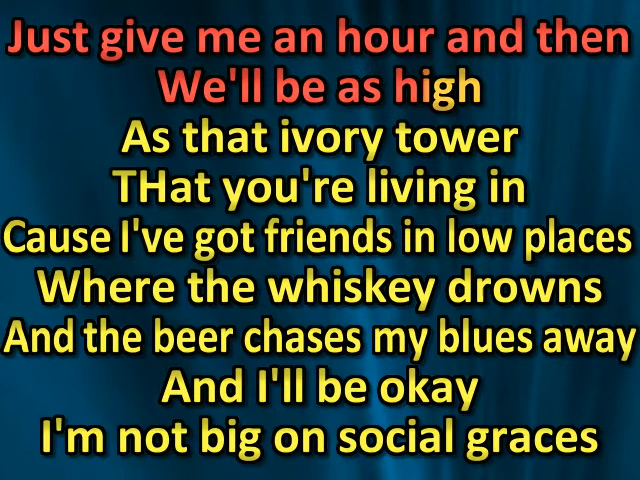 Just give me an hour and then
We'll be as high
As that ivory tower
THat you're living in
Cause I've got friends in low places
Where the whiskey drowns
And the beer chases my blues away
And I'll be okay
I'm not big on social graces